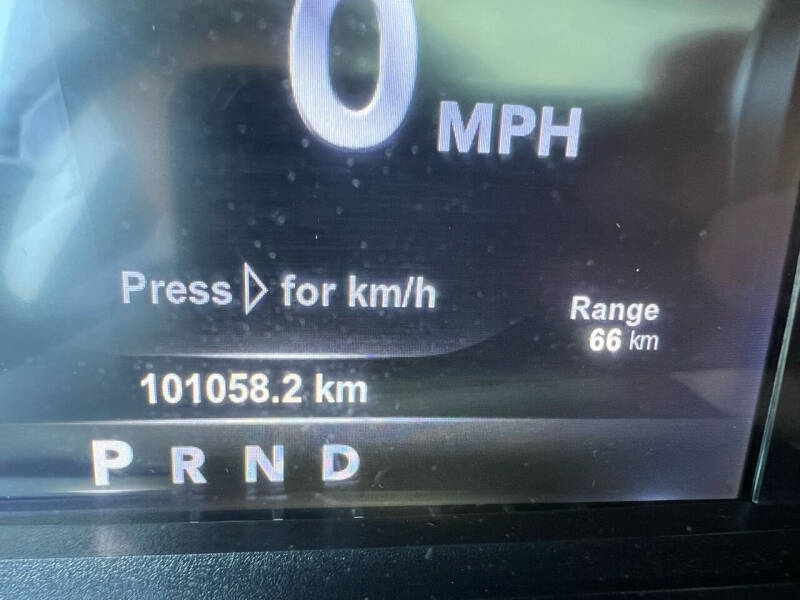 0 MPH
Press ▷ for km/h
Range
66 km
101058.2 km
P R N D